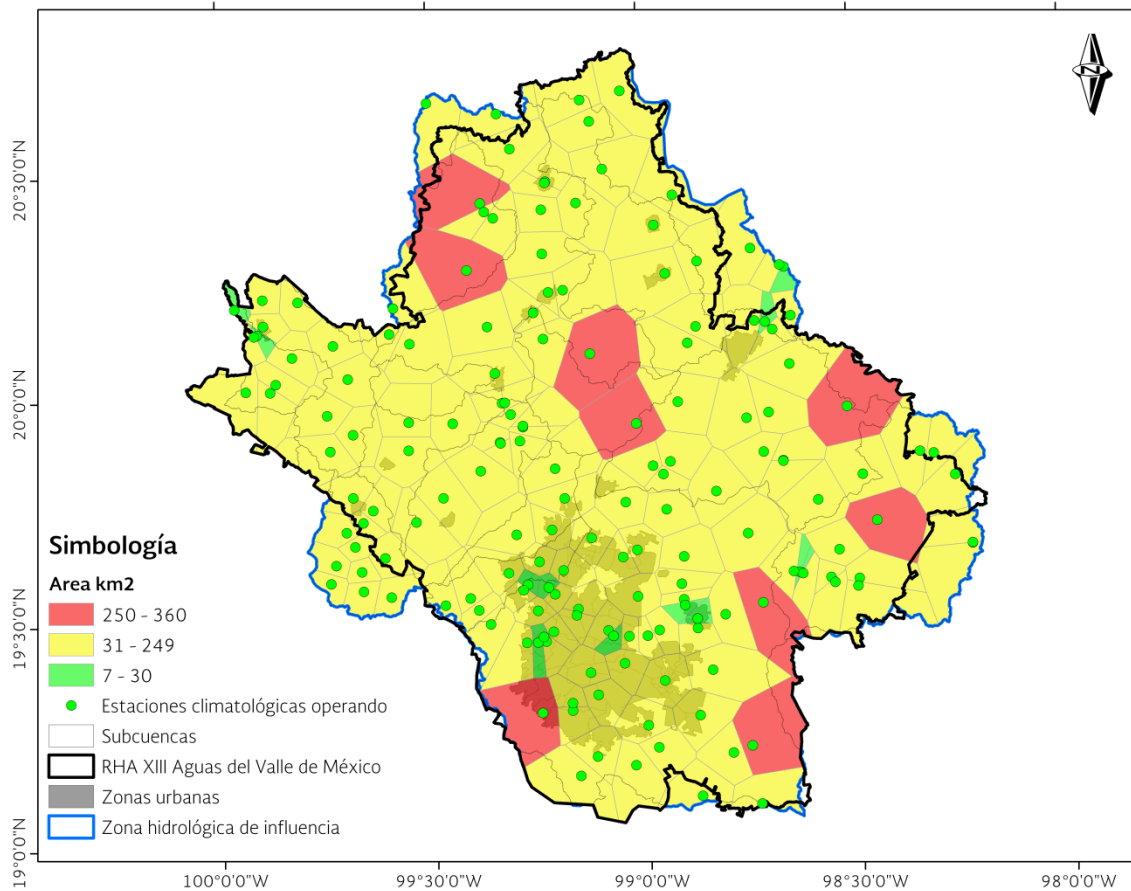 20°30'0"N
20°0'0"N
19°30'0"N
19°0'0"N
Z
Simbología
Area km2
250 - 360
31 - 249
7 - 30
Estaciones climatológicas operando
Subcuencas
RHA XIII Aguas del Valle de México
Zonas urbanas
Zona hidrológica de influencia
100°0'0"W
99°30'0"W
99°0'0"W
98°30'0"W
98°0'0"W